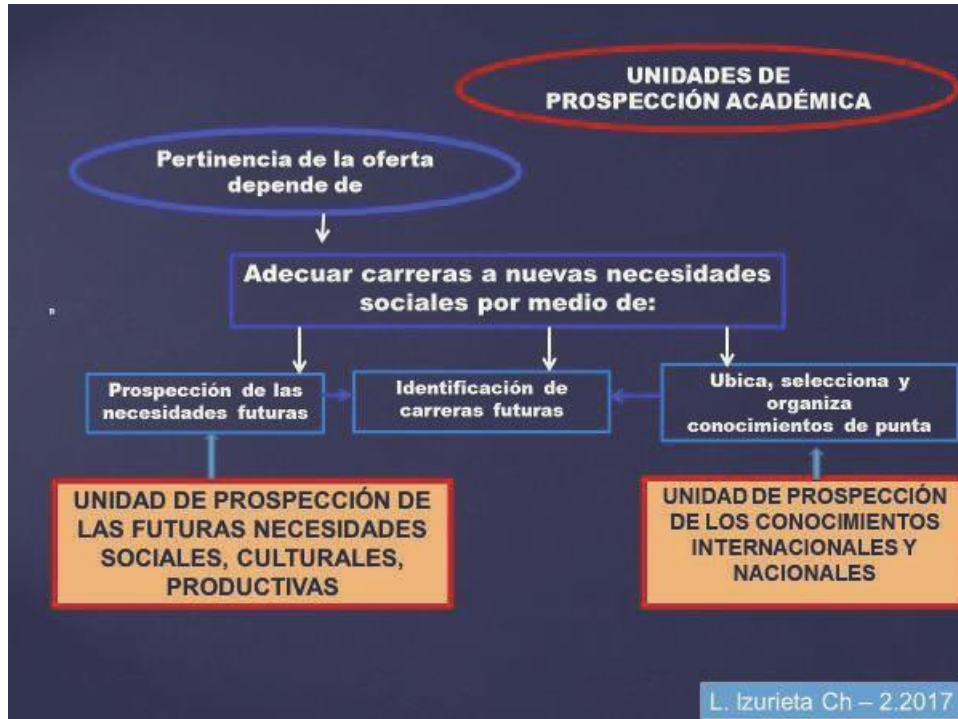 UNIDADES DE
PROSPECCIÓN ACADÉMICA
Pertinencia de la oferta
depende de
Adecuar carreras a nuevas necesidades
sociales por medio de:
Prospección de las
necesidades futuras
Identificación de
carreras futuras
Ubica, selecciona y
organiza
conocimientos de punta
UNIDAD DE PROSPECCIÓN DE
LAS FUTURAS NECESIDADES
SOCIALES, CULTURALES,
PRODUCTIVAS
UNIDAD DE PROSPECCIÓN
DE LOS CONOCIMIENTOS
INTERNACIONALES Y
NACIONALES
L. Izurieta Ch – 2.2017